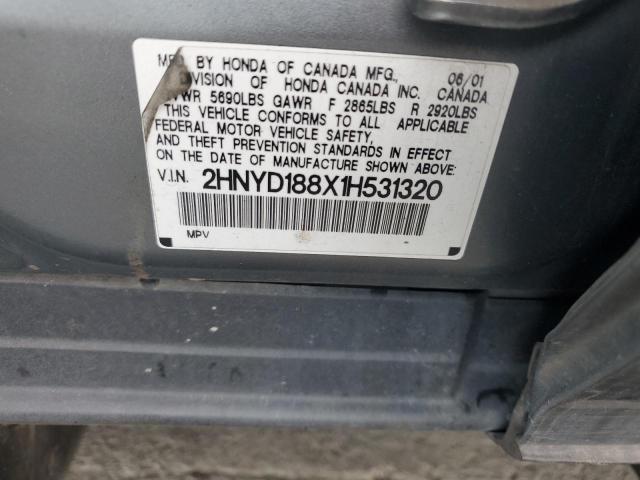 MFD. BY HONDA OF CANADA MFG., 06/01
DIVISION OF HONDA CANADA INC. CANADA
GVWR 5690LBS GAWR F 2865LBS R 2920LBS
THIS VEHICLE CONFORMS TO ALL APPLICABLE
FEDERAL MOTOR VEHICLE SAFETY,
AND THEFT PREVENTION STANDARDS IN EFFECT
ON THE DATE OF MANUFACTURE SHOWN ABOVE:
V.I.N. 2HNYD188X1H531320
MPV